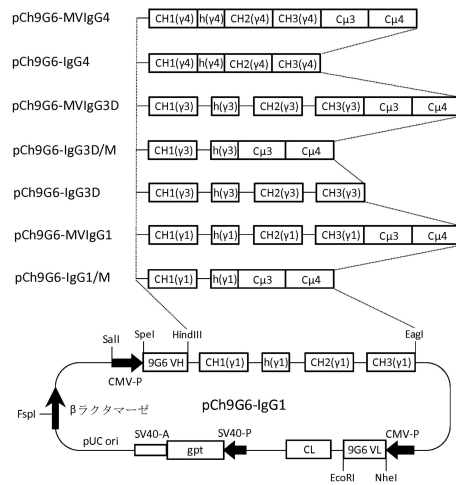 pCh9G6-MVIgG4 CH1(γ4) h(γ4) CH2(γ4) CH3(γ4) Cμ3 Cμ4
pCh9G6-IgG4 CH1(γ4) h(γ4) CH2(γ4) CH3(γ4)
pCh9G6-MVIgG3D CH1(γ3) h(γ3) CH2(γ3) CH3(γ3) Cμ3 Cμ4
pCh9G6-IgG3D/M CH1(γ3) h(γ3) Cμ3 Cμ4
pCh9G6-IgG3D CH1(γ3) h(γ3) CH2(γ3) CH3(γ3)
pCh9G6-MVIgG1 CH1(γ1) h(γ1) CH2(γ1) CH3(γ1) Cμ3 Cμ4
pCh9G6-IgG1/M CH1(γ1) h(γ1) Cμ3 Cμ4
SalI SpeI HindIII EagI
9G6 VH CH1(γ1) h(γ1) CH2(γ1) CH3(γ1)
CMV-P
pCh9G6-IgG1
FspI βラクタマーゼ
pUC ori SV40-A gpt SV40-P CL 9G6 VL CMV-P
EcoRI NheI